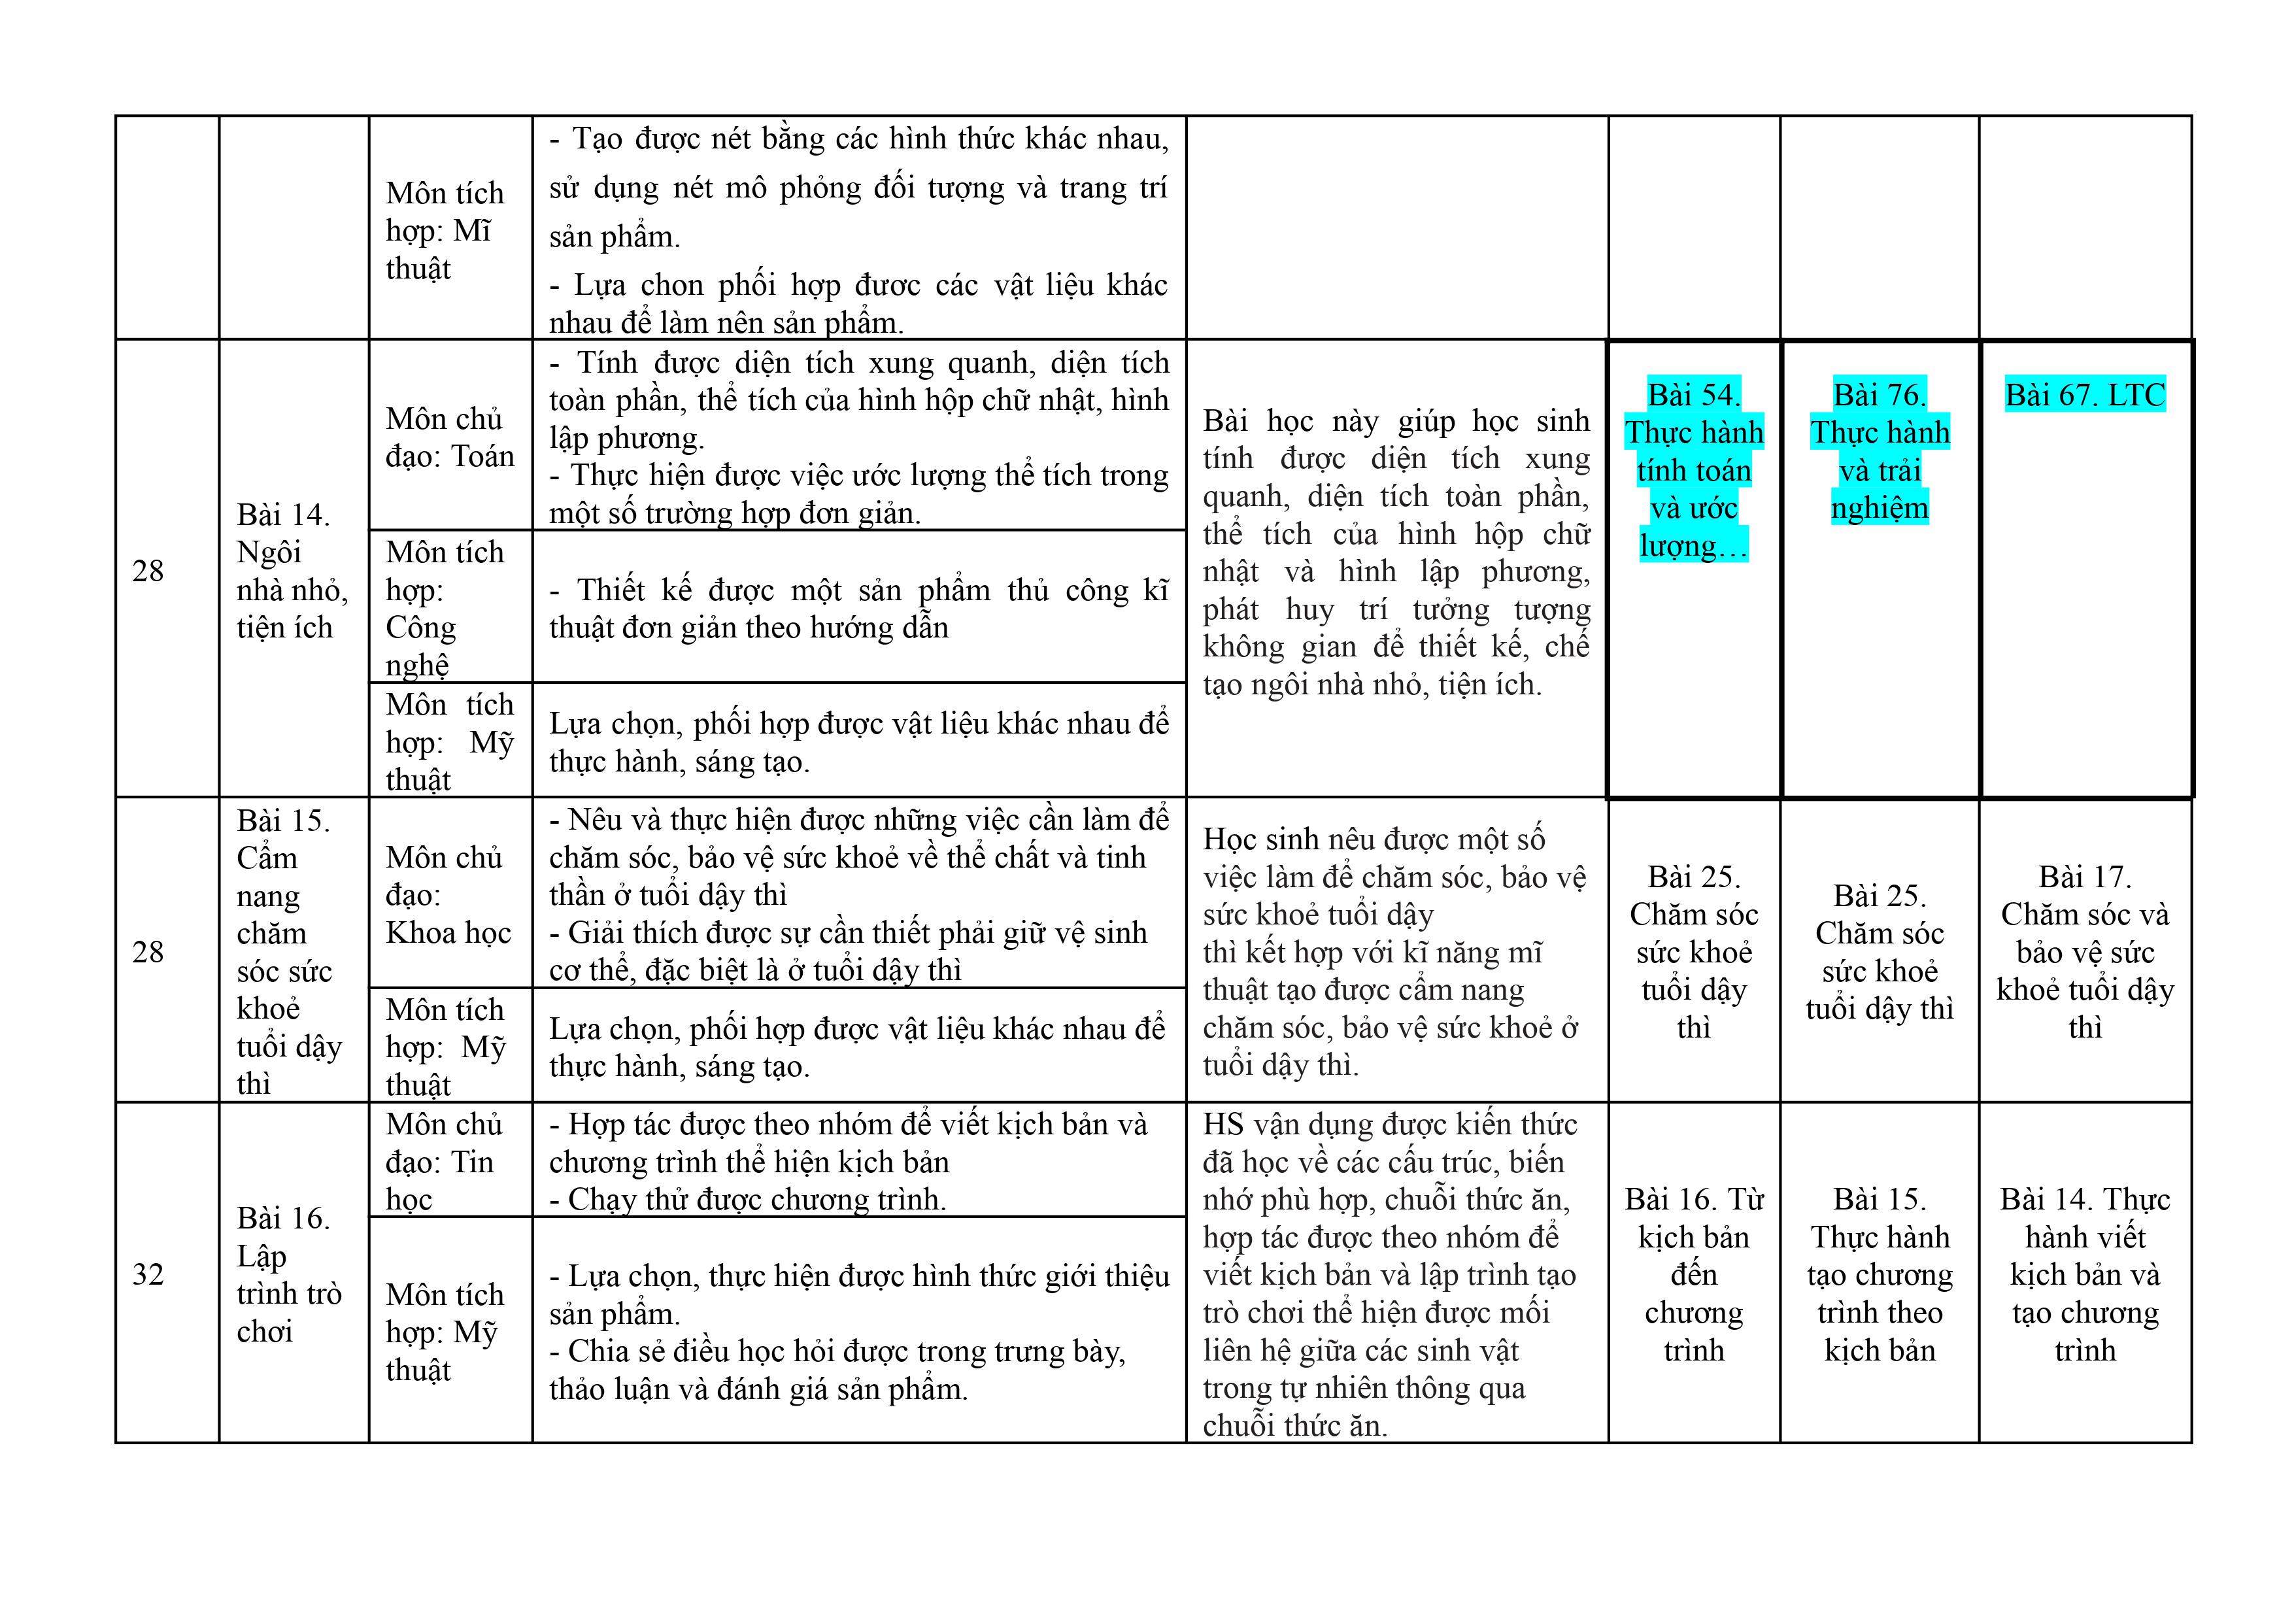 Môn tích
hợp: Mĩ
thuật
- Tạo được nét bằng các hình thức khác nhau,
sử dụng nét mô phỏng đối tượng và trang trí
sản phẩm.
- Lựa chon phối hợp đươc các vật liệu khác
nhau để làm nên sản phẩm.
28
Bài 14.
Ngôi
nhà nhỏ,
tiện ích
Môn chủ
đạo: Toán
- Tính được diện tích xung quanh, diện tích
toàn phần, thể tích của hình hộp chữ nhật, hình
lập phương.
- Thực hiện được việc ước lượng thể tích trong
một số trường hợp đơn giản.
Môn tích
hợp:
Công
nghệ
- Thiết kế được một sản phẩm thủ công kĩ
thuật đơn giản theo hướng dẫn
Môn tích
hợp: Mỹ
thuật
Lựa chọn, phối hợp được vật liệu khác nhau để
thực hành, sáng tạo.
Bài học này giúp học sinh
tính được diện tích xung
quanh, diện tích toàn phần,
thể tích của hình hộp chữ
nhật và hình lập phương,
phát huy trí tưởng tượng
không gian để thiết kế, chế
tạo ngôi nhà nhỏ, tiện ích.
Bài 54.
Thực hành
tính toán
và ước
lượng…
Bài 76.
Thực hành
và trải
nghiệm
Bài 67. LTC
28
Bài 15.
Cẩm
nang
chăm
sóc sức
khoẻ
tuổi dậy
thì
Môn chủ
đạo:
Khoa học
- Nêu và thực hiện được những việc cần làm để
chăm sóc, bảo vệ sức khoẻ về thể chất và tinh
thần ở tuổi dậy thì
- Giải thích được sự cần thiết phải giữ vệ sinh
cơ thể, đặc biệt là ở tuổi dậy thì
Môn tích
hợp: Mỹ
thuật
Lựa chọn, phối hợp được vật liệu khác nhau để
thực hành, sáng tạo.
Học sinh nêu được một số
việc làm để chăm sóc, bảo vệ
sức khoẻ tuổi dậy
thì kết hợp với kĩ năng mĩ
thuật tạo được cẩm nang
chăm sóc, bảo vệ sức khoẻ ở
tuổi dậy thì.
Bài 25.
Chăm sóc
sức khoẻ
tuổi dậy
thì
Bài 25.
Chăm sóc
sức khoẻ
tuổi dậy thì
Bài 17.
Chăm sóc và
bảo vệ sức
khoẻ tuổi dậy
thì
32
Bài 16.
Lập
trình trò
chơi
Môn chủ
đạo: Tin
học
- Hợp tác được theo nhóm để viết kịch bản và
chương trình thể hiện kịch bản
- Chạy thử được chương trình.
Môn tích
hợp: Mỹ
thuật
- Lựa chọn, thực hiện được hình thức giới thiệu
sản phẩm.
- Chia sẻ điều học hỏi được trong trưng bày,
thảo luận và đánh giá sản phẩm.
HS vận dụng được kiến thức
đã học về các cấu trúc, biến
nhớ phù hợp, chuỗi thức ăn,
hợp tác được theo nhóm để
viết kịch bản và lập trình tạo
trò chơi thể hiện được mối
liên hệ giữa các sinh vật
trong tự nhiên thông qua
chuỗi thức ăn.
Bài 16. Từ
kịch bản
đến
chương
trình
Bài 15.
Thực hành
tạo chương
trình theo
kịch bản
Bài 14. Thực
hành viết
kịch bản và
tạo chương
trình